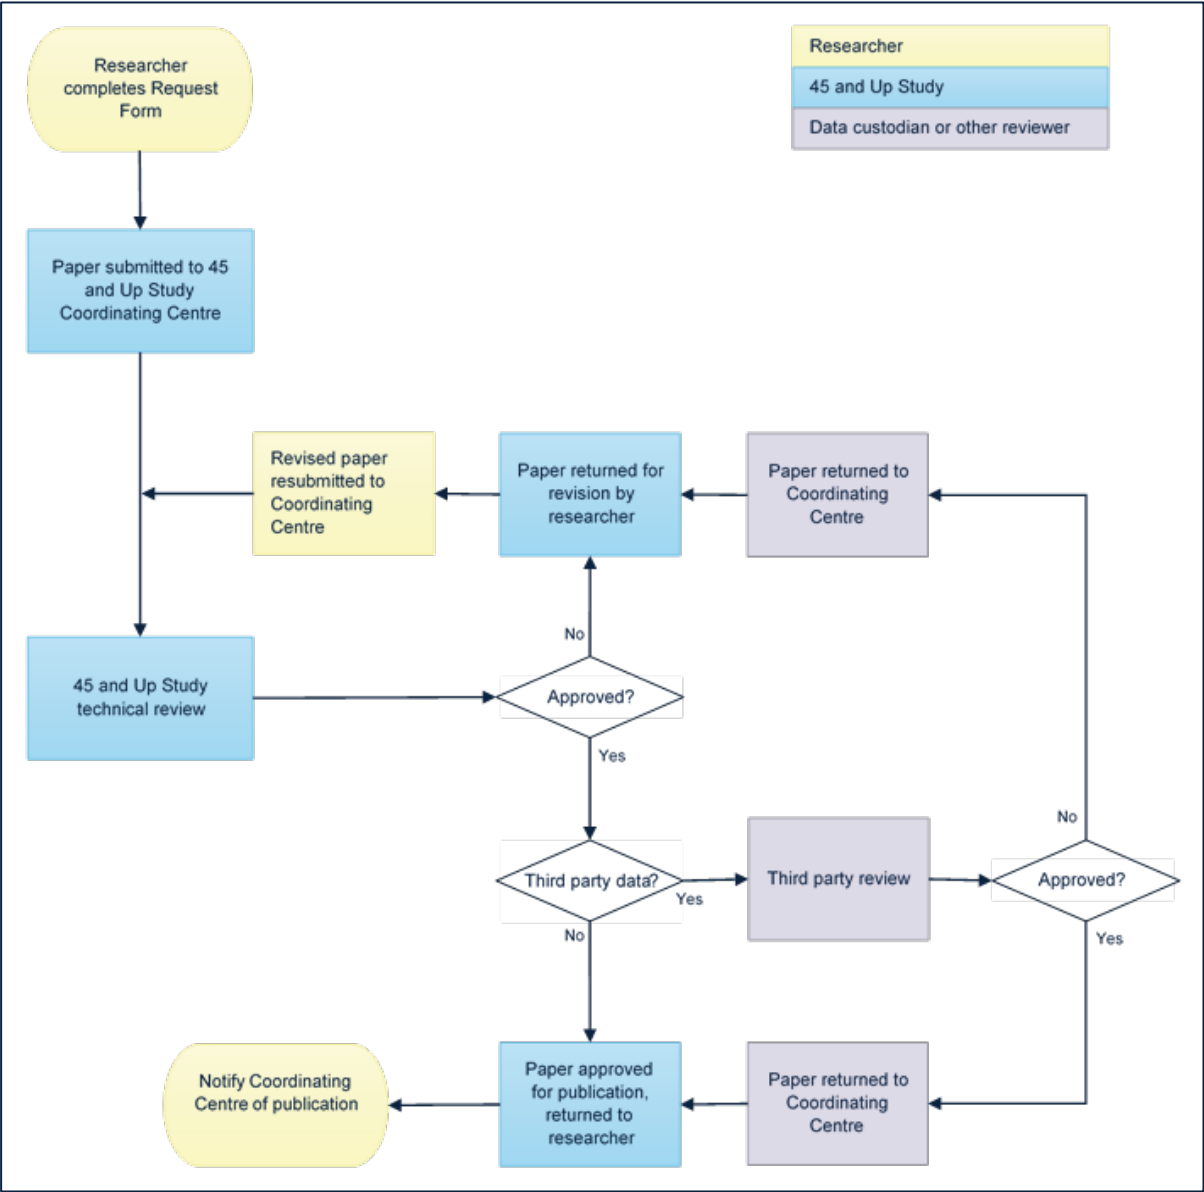 Researcher
completes Request
Form
Researcher
45 and Up Study
Data custodian or other reviewer
Paper submitted to 45
and Up Study
Coordinating Centre
Revised paper
resubmitted to
Coordinating
Centre
Paper returned for
revision by
researcher
Paper returned to
Coordinating
Centre
No
45 and Up Study
technical review
Approved?
Yes
No
Third party data?
Yes
Third party review
Approved?
No
Yes
Notify Coordinating
Centre of publication
Paper approved
for publication,
returned to
researcher
Paper returned to
Coordinating
Centre